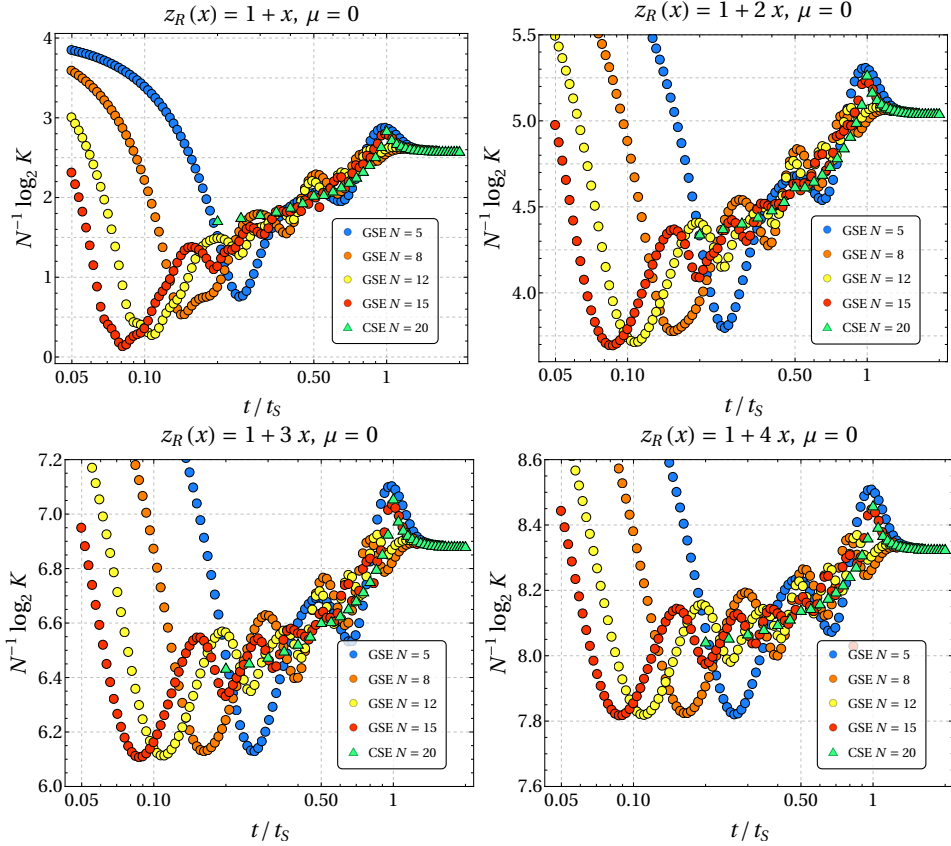 z_R(x) = 1 + x, μ = 0
N⁻¹ log₂ K
4
3
2
1
0
0.05
0.10
0.50
1
t / t_S
GSE N = 5
GSE N = 8
GSE N = 12
GSE N = 15
CSE N = 20
z_R(x) = 1 + 2 x, μ = 0
N⁻¹ log₂ K
5.5
5.0
4.5
4.0
0.05
0.10
0.50
1
t / t_S
GSE N = 5
GSE N = 8
GSE N = 12
GSE N = 15
CSE N = 20
z_R(x) = 1 + 3 x, μ = 0
N⁻¹ log₂ K
7.2
7.0
6.8
6.6
6.4
6.2
6.0
0.05
0.10
0.50
1
t / t_S
GSE N = 5
GSE N = 8
GSE N = 12
GSE N = 15
CSE N = 20
z_R(x) = 1 + 4 x, μ = 0
N⁻¹ log₂ K
8.6
8.4
8.2
8.0
7.8
7.6
0.05
0.10
0.50
1
t / t_S
GSE N = 5
GSE N = 8
GSE N = 12
GSE N = 15
CSE N = 20